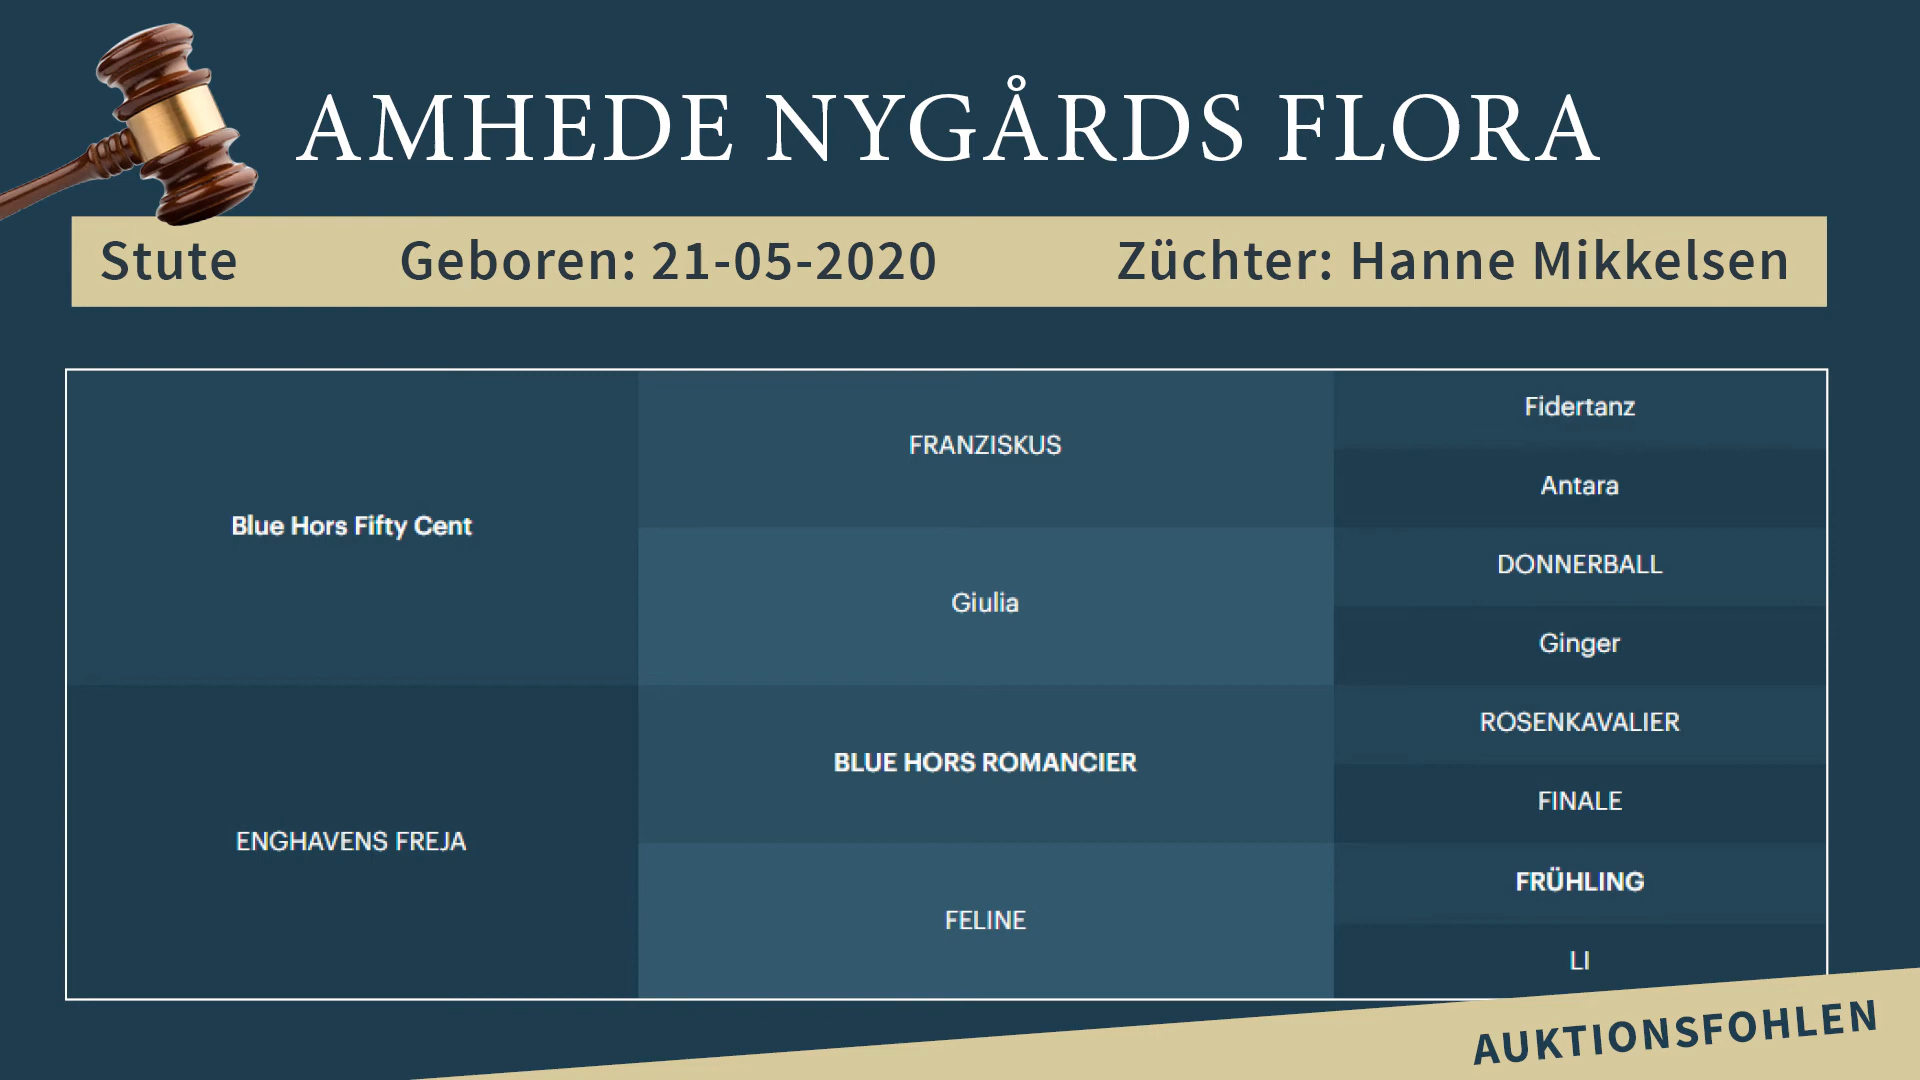 AMHEDE NYGÅRDS FLORA
Stute Geboren: 21-05-2020 Züchter: Hanne Mikkelsen
Blue Hors Fifty Cent
FRANZISKUS
Fidertanz
Antara
Giulia
DONNERBALL
Ginger
ENGHAVENS FREJA
BLUE HORS ROMANCIER
ROSENKAVALIER
FINALE
FELINE
FRÜHLING
LI
AUKTIONSFOHLEN